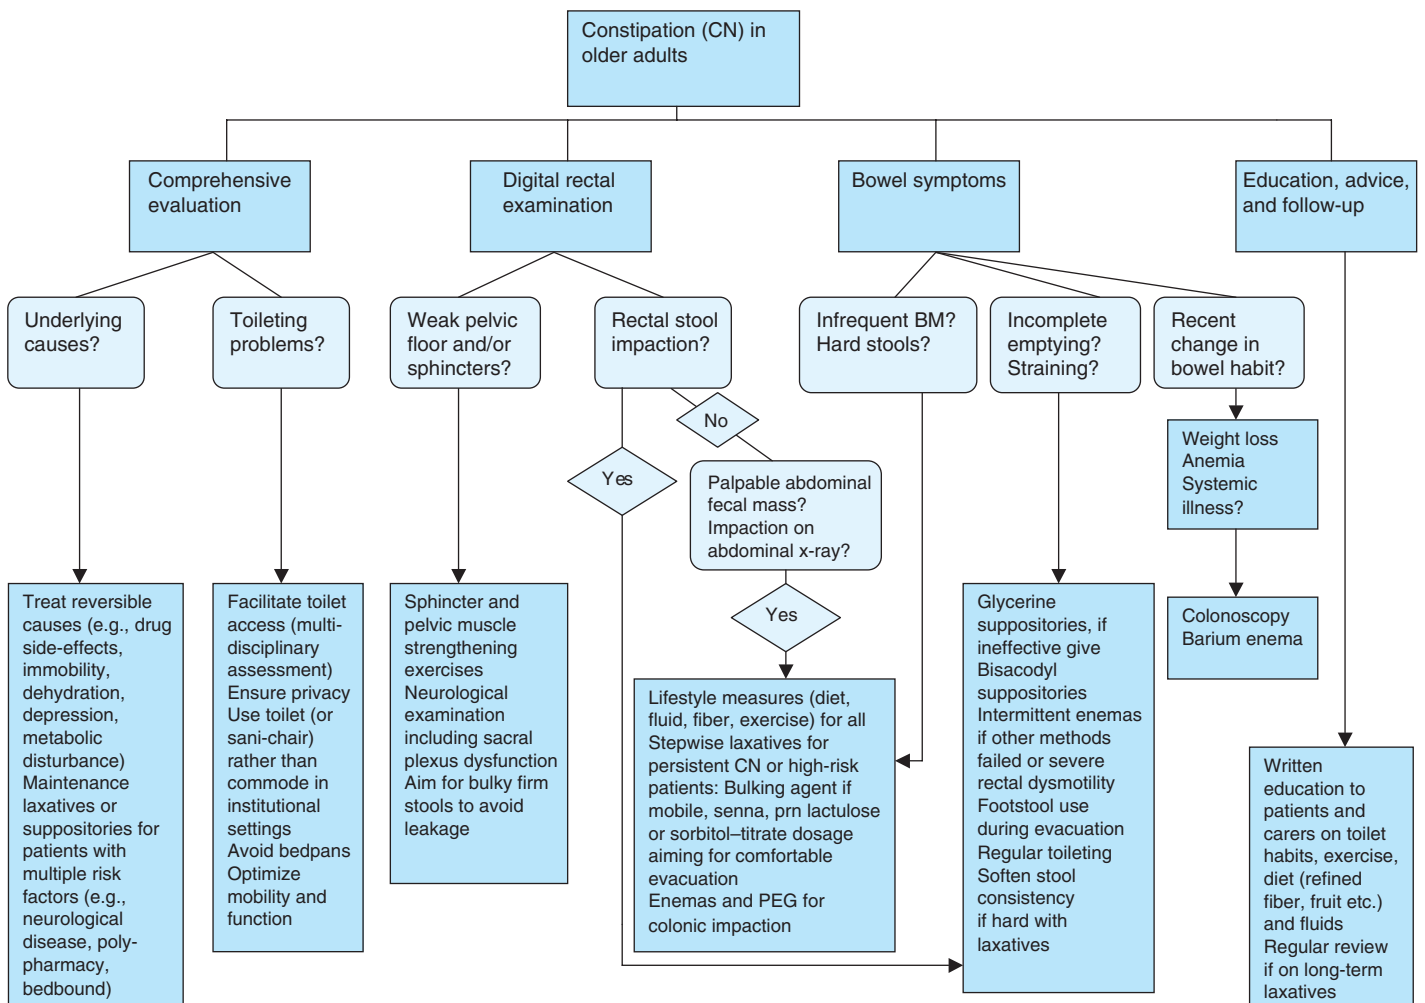 Constipation (CN) in
older adults
Comprehensive
evaluation
Digital rectal
examination
Bowel symptoms
Education, advice,
and follow-up
Underlying
causes?
Toileting
problems?
Weak pelvic
floor and/or
sphincters?
Rectal stool
impaction?
Infrequent BM?
Hard stools?
Incomplete
emptying?
Straining?
Recent
change in
bowel habit?
No
Yes
Palpable abdominal
fecal mass?
Impaction on
abdominal x-ray?
Yes
Weight loss
Anemia
Systemic
illness?
Treat reversible
causes (e.g., drug
side-effects,
immobility,
dehydration,
depression,
metabolic
disturbance)
Maintenance
laxatives or
suppositories for
patients with
multiple risk
factors (e.g.,
neurological
disease, poly-
pharmacy,
bedbound)
Facilitate toilet
access (multi-
disciplinary
assessment)
Ensure privacy
Use toilet (or
sani-chair)
rather than
commode in
institutional
settings
Avoid bedpans
Optimize
mobility and
function
Sphincter and
pelvic muscle
strengthening
exercises
Neurological
examination
including sacral
plexus dysfunction
Aim for bulky firm
stools to avoid
leakage
Lifestyle measures (diet,
fluid, fiber, exercise) for all
Stepwise laxatives for
persistent CN or high-risk
patients: Bulking agent if
mobile, senna, prn lactulose
or sorbitol–titrate dosage
aiming for comfortable
evacuation
Enemas and PEG for
colonic impaction
Glycerine
suppositories, if
ineffective give
Bisacodyl
suppositories
Intermittent enemas
if other methods
failed or severe
rectal dysmotility
Footstool use
during evacuation
Regular toileting
Soften stool
consistency
if hard with
laxatives
Colonoscopy
Barium enema
Written
education to
patients and
carers on toilet
habits, exercise,
diet (refined
fiber, fruit etc.)
and fluids
Regular review
if on long-term
laxatives